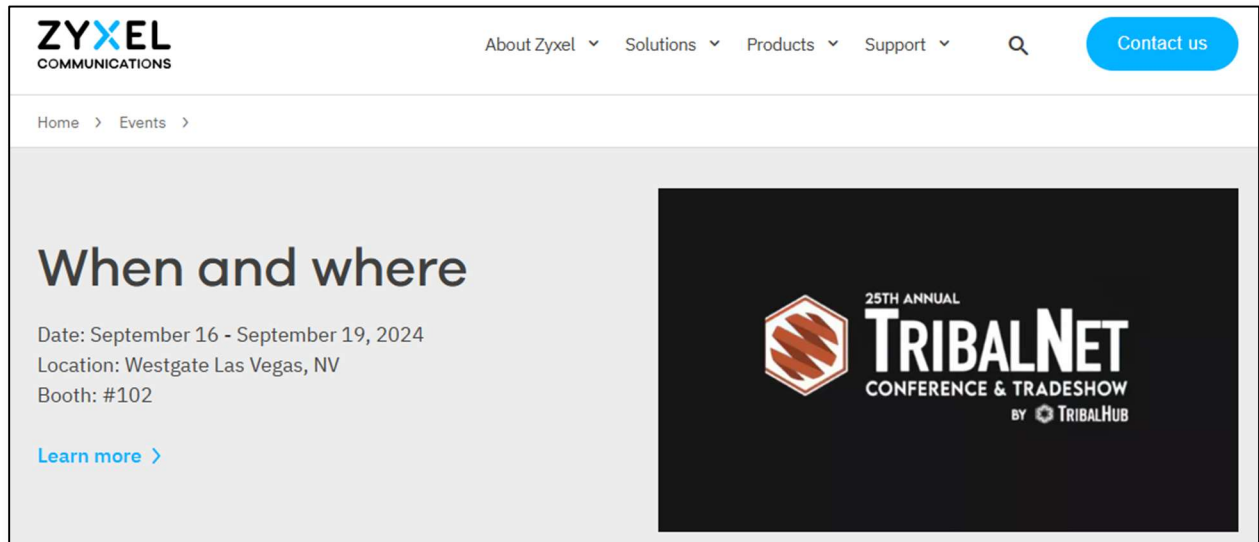 ZYXEL
COMMUNICATIONS
About Zyxel Solutions Products Support Contact us
Home > Events >
When and where
Date: September 16 - September 19, 2024
Location: Westgate Las Vegas, NV
Booth: #102
Learn more >
25TH ANNUAL
TRIBALNET
CONFERENCE & TRADESHOW
BY TRIBALHUB